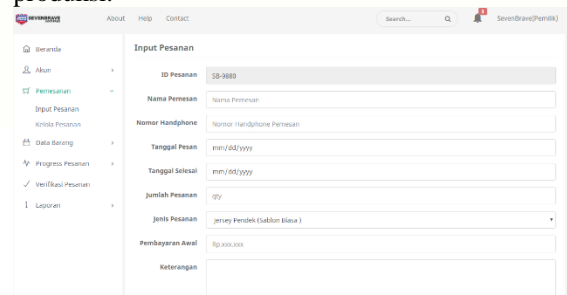 produksi.
SEVENBRAVE
About Help Contact Search... 3 SevenBrave(Pemilik)
Beranda
Akun
Pemesanan
Input Pesanan
Kelola Pesanan
Data Barang
Progress Pesanan
Verifikasi Pesanan
Laporan
Input Pesanan
ID Pesanan SB-9880
Nama Pemesan Nama Pemesan
Nomor Handphone Nomor Handphone Pemesan
Tanggal Pesan mm/dd/yyyy
Tanggal Selesai mm/dd/yyyy
Jumlah Pesanan qty
Jenis Pesanan Jersey Pendek (Sablon Biasa )
Pembayaran Awal Rp.xxx.xxx
Keterangan